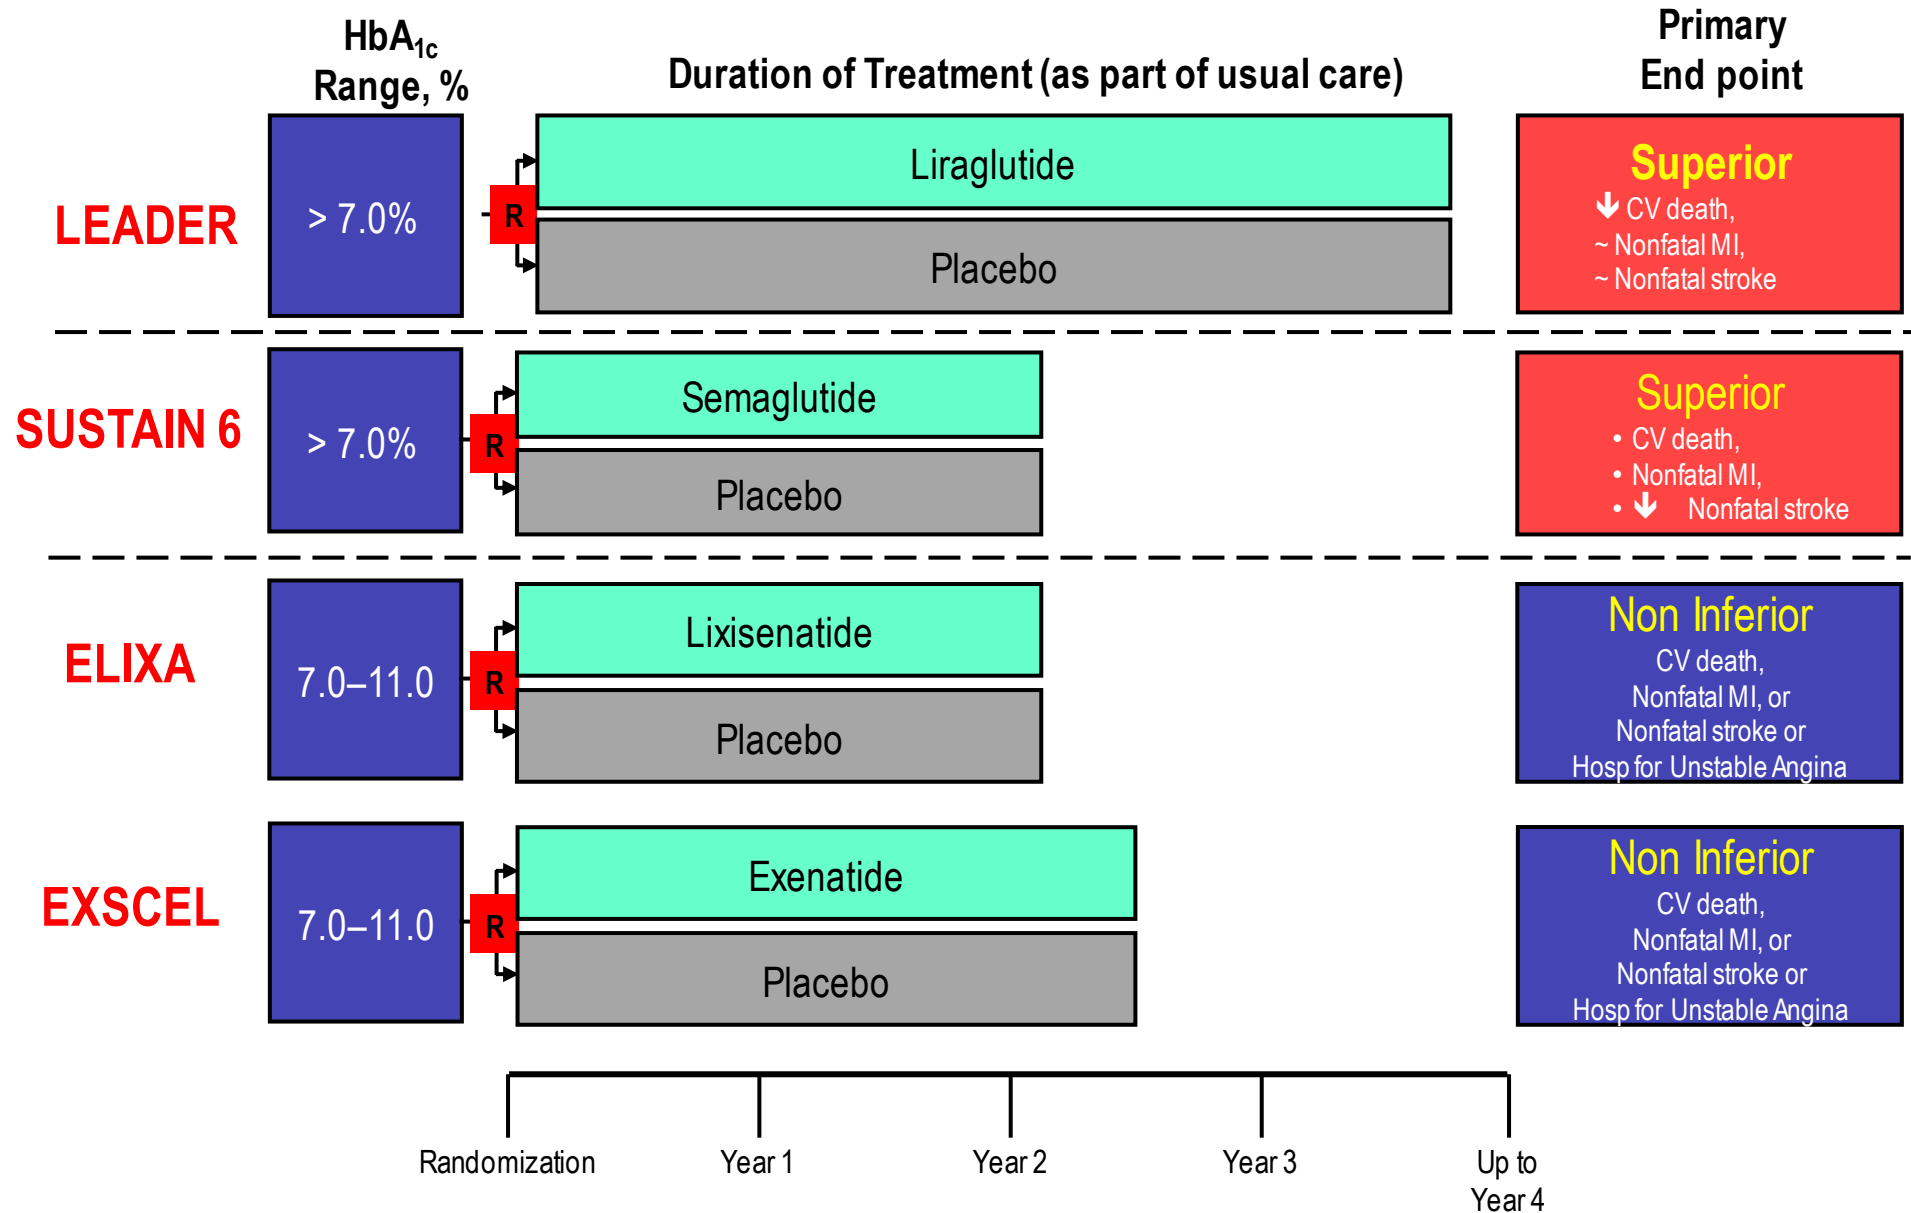 HbA1c
Range, %
Duration of Treatment (as part of usual care)
Primary
End point
LEADER
> 7.0%
R
Liraglutide
Placebo
Superior
↓ CV death,
~ Nonfatal MI,
~ Nonfatal stroke
SUSTAIN 6
> 7.0%
R
Semaglutide
Placebo
Superior
• CV death,
• Nonfatal MI,
• ↓ Nonfatal stroke
ELIXA
7.0–11.0
R
Lixisenatide
Placebo
Non Inferior
CV death,
Nonfatal MI, or
Nonfatal stroke or
Hosp for Unstable Angina
EXSCEL
7.0–11.0
R
Exenatide
Placebo
Non Inferior
CV death,
Nonfatal MI, or
Nonfatal stroke or
Hosp for Unstable Angina
Randomization
Year 1
Year 2
Year 3
Up to
Year 4